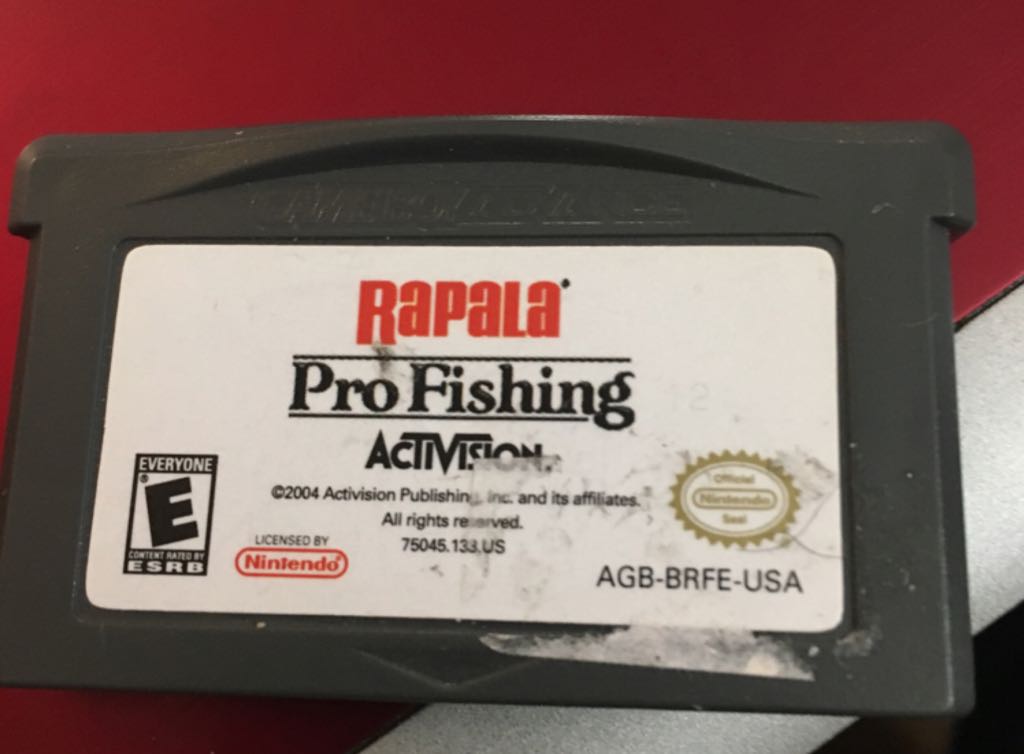 GAME BOY ADVANCE
RAPALA
Pro Fishing
ACTIVISION.
©2004 Activision Publishing, Inc. and its affiliates.
All rights reserved.
75045.133.US
EVERYONE
E
CONTENT RATED BY
ESRB
LICENSED BY
Nintendo®
Official
Nintendo
Seal
AGB-BRFE-USA
12